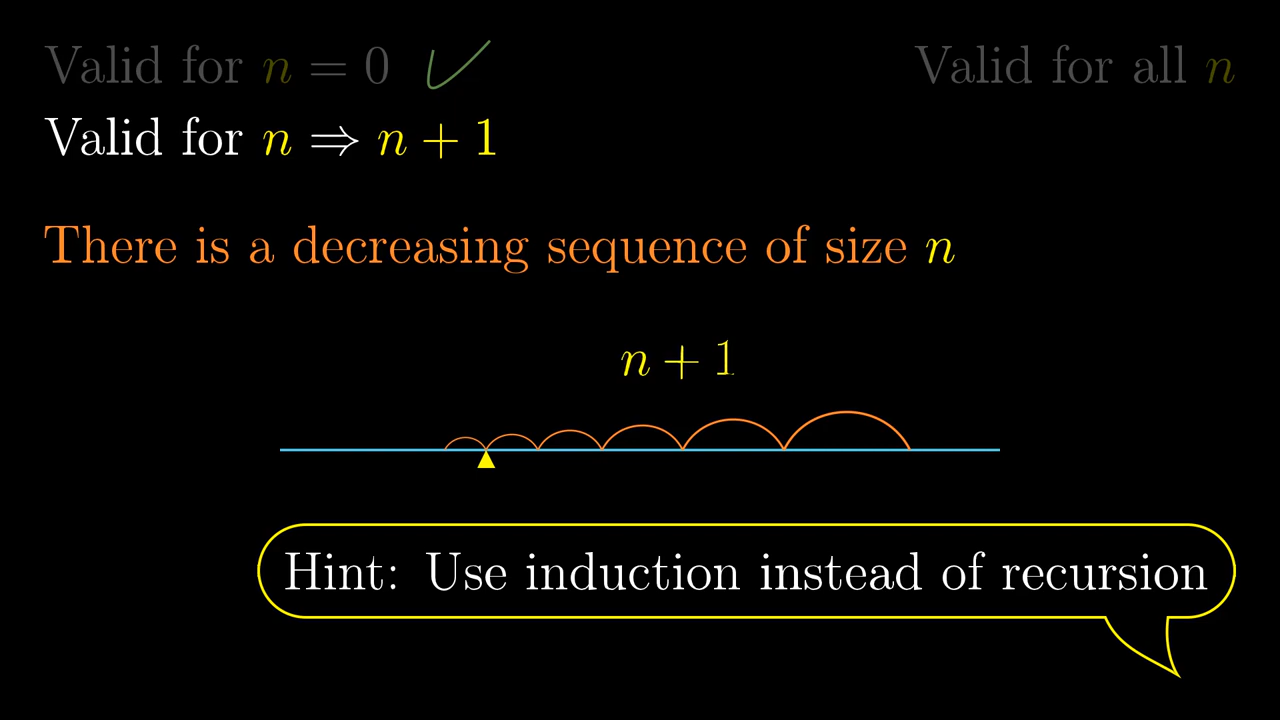 Valid for n = 0
Valid for all n
Valid for n ⇒ n + 1
There is a decreasing sequence of size n
n + 1
Hint: Use induction instead of recursion